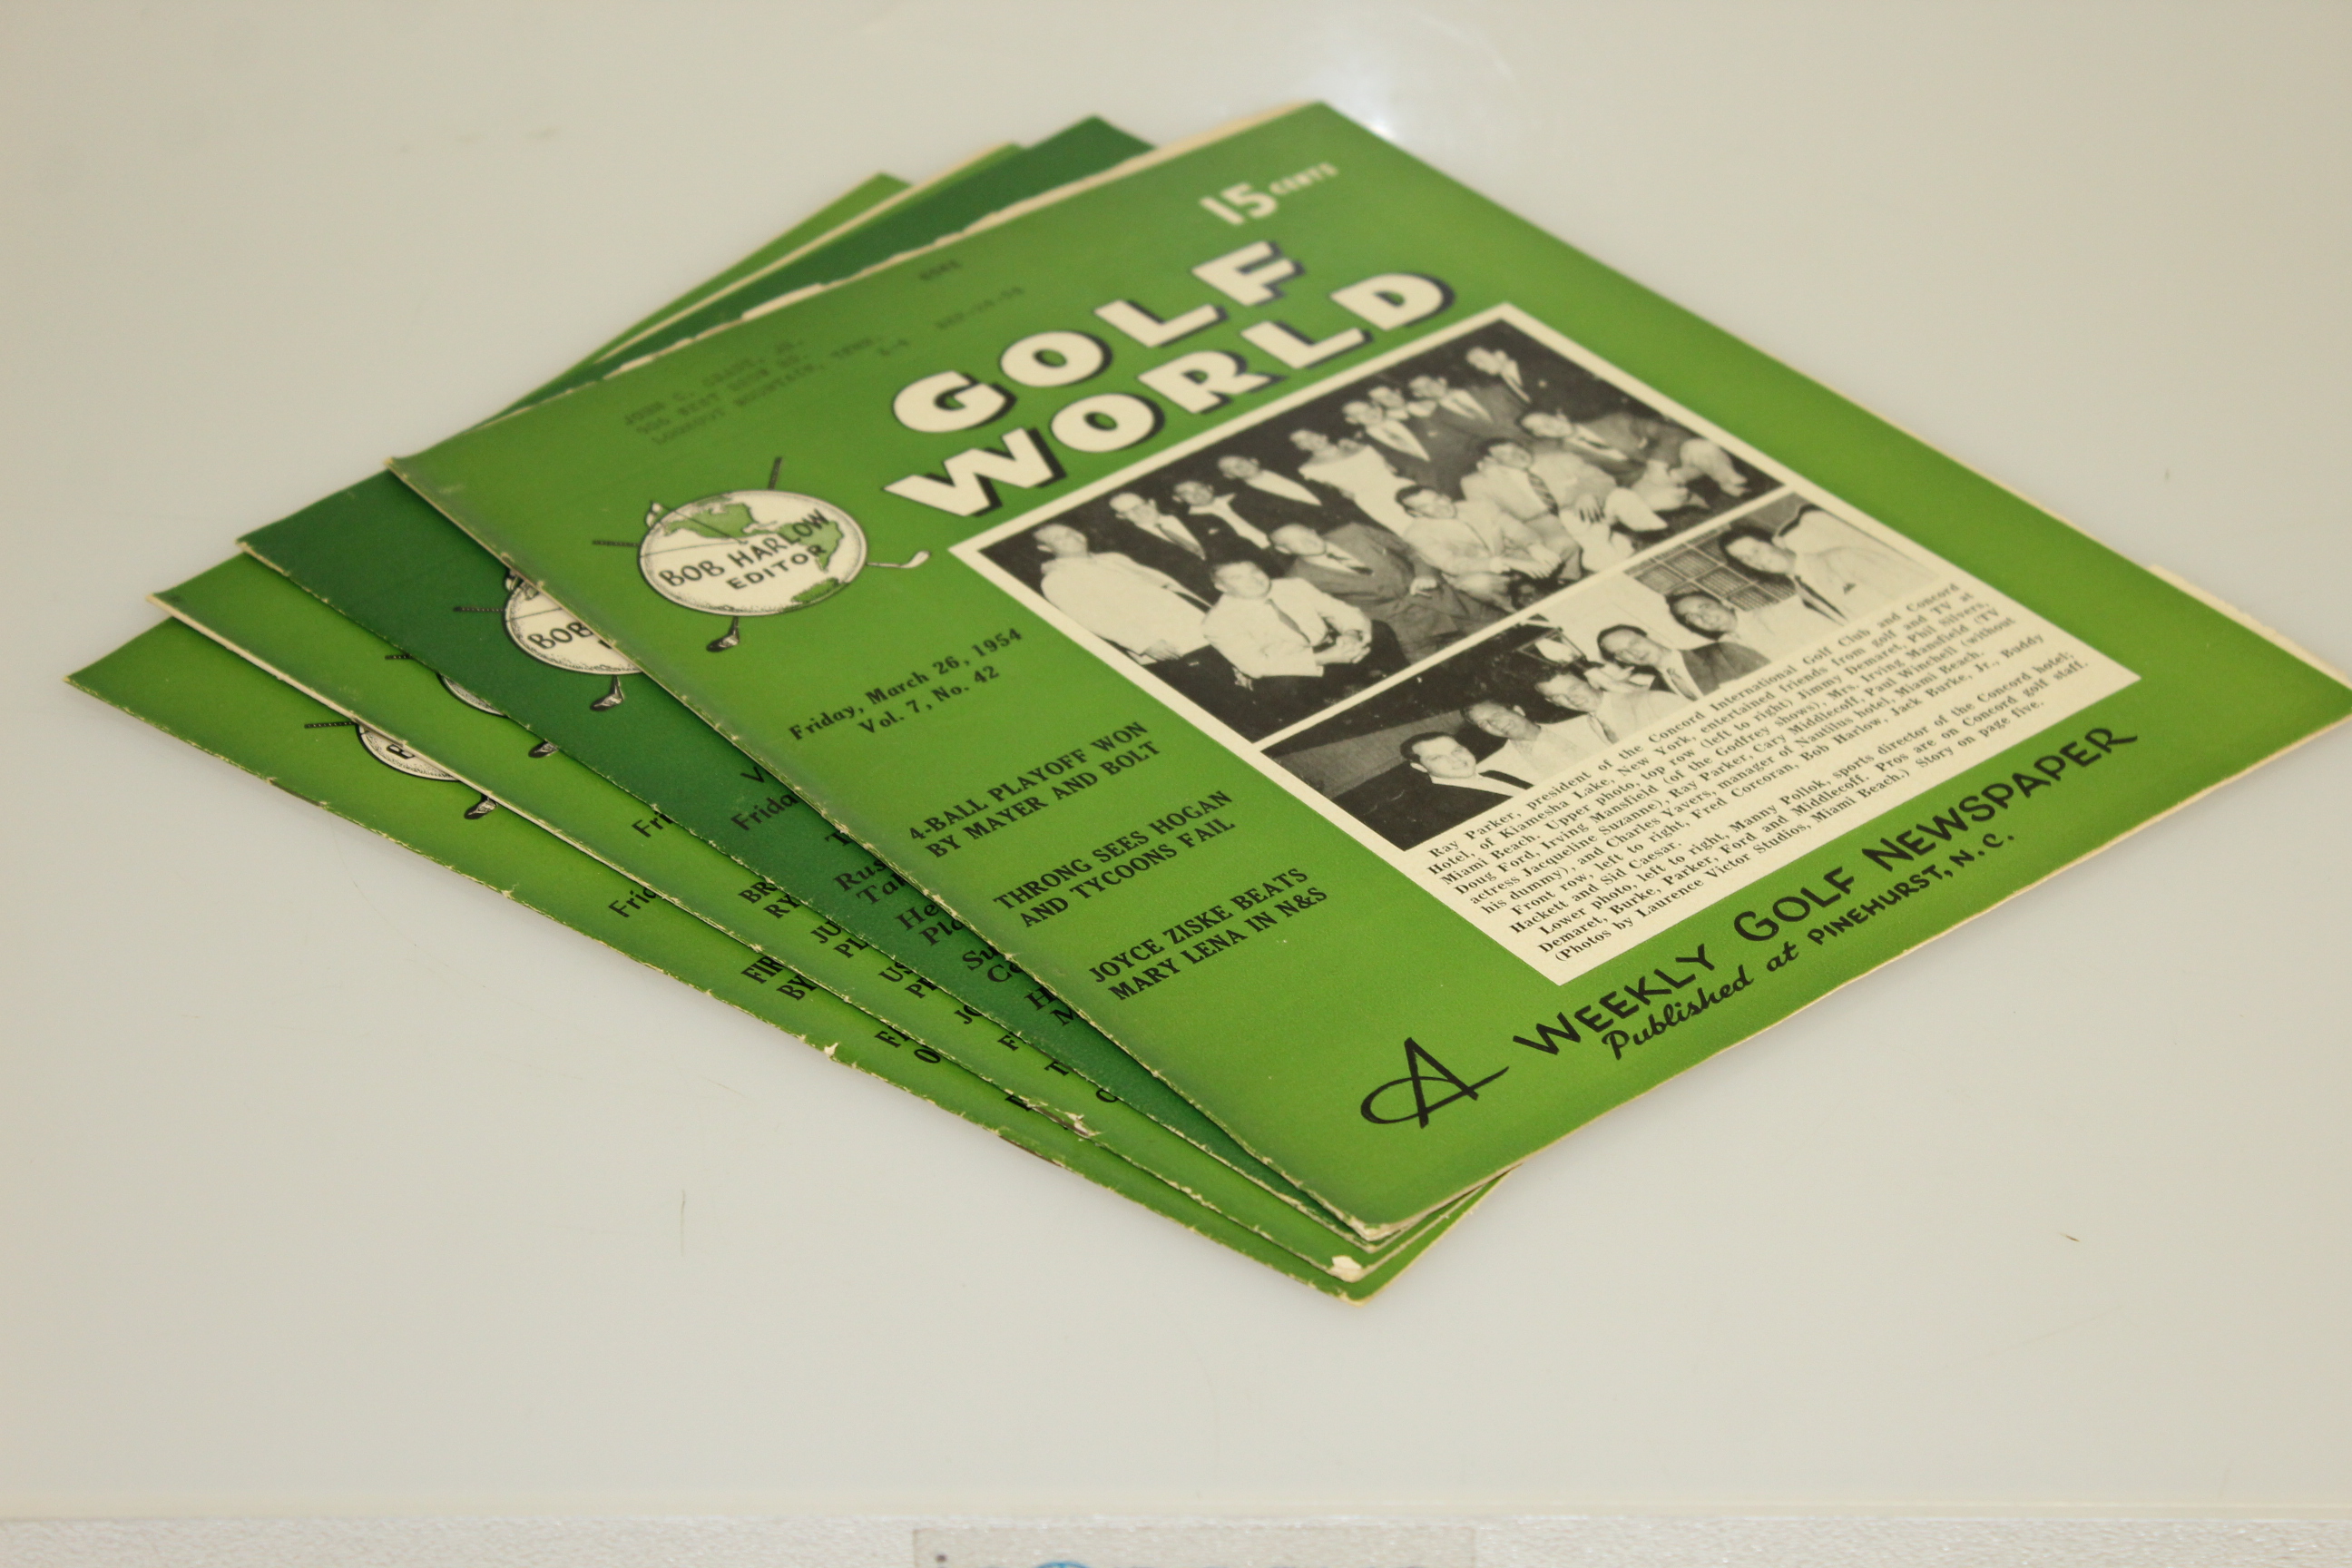 15 CENTS
GOLF
WORLD
BOB HARLOW
EDITOR
Friday, March 26, 1954
Vol. 7, No. 42
4-BALL PLAYOFF WON
BY MAYER AND BOLT
THRONG SEES HOGAN
AND TYCOONS FAIL
JOYCE ZISKE BEATS
MARY LENA IN N&S
Ray Parker, president of the Concord International Golf Club and Concord
Hotel, of Kiamesha Lake, New York, entertained friends from golf and TV at
Miami Beach. Upper photo, top row (left to right) Jimmy Demaret, Phil Silvers,
Doug Ford, Irving Mansfield (of the Godfrey shows), Mrs. Irving Mansfield (TV
actress Jacqueline Suzanne), Ray Parker, Cary Middlecoff, Paul Winchell (without
his dummy), and Charles Yavers, manager of Nautilus hotel, Miami Beach.
Front row, left to right, Fred Corcoran, Bob Harlow, Jack Burke, Jr., Buddy
Hackett and Sid Caesar.
Lower photo, left to right, Manny Pollok, sports director of the Concord hotel;
Demaret, Burke, Parker, Ford and Middlecoff. Pros are on Concord golf staff.
(Photos by Laurence Victor Studios, Miami Beach.) Story on page five.
A WEEKLY GOLF NEWSPAPER
Published at PINEHURST, N. C.
BOB
Frida
Fri
Fric
BY